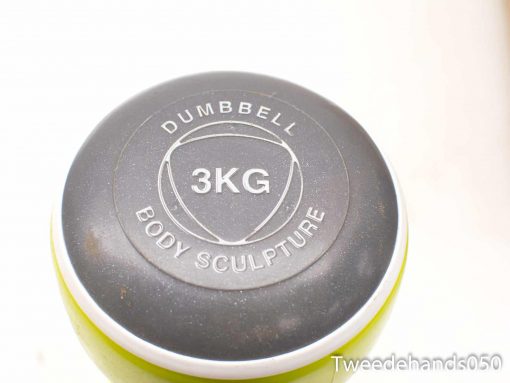 DUMBBELL
3KG
BODY SCULPTURE
Tweedehands050